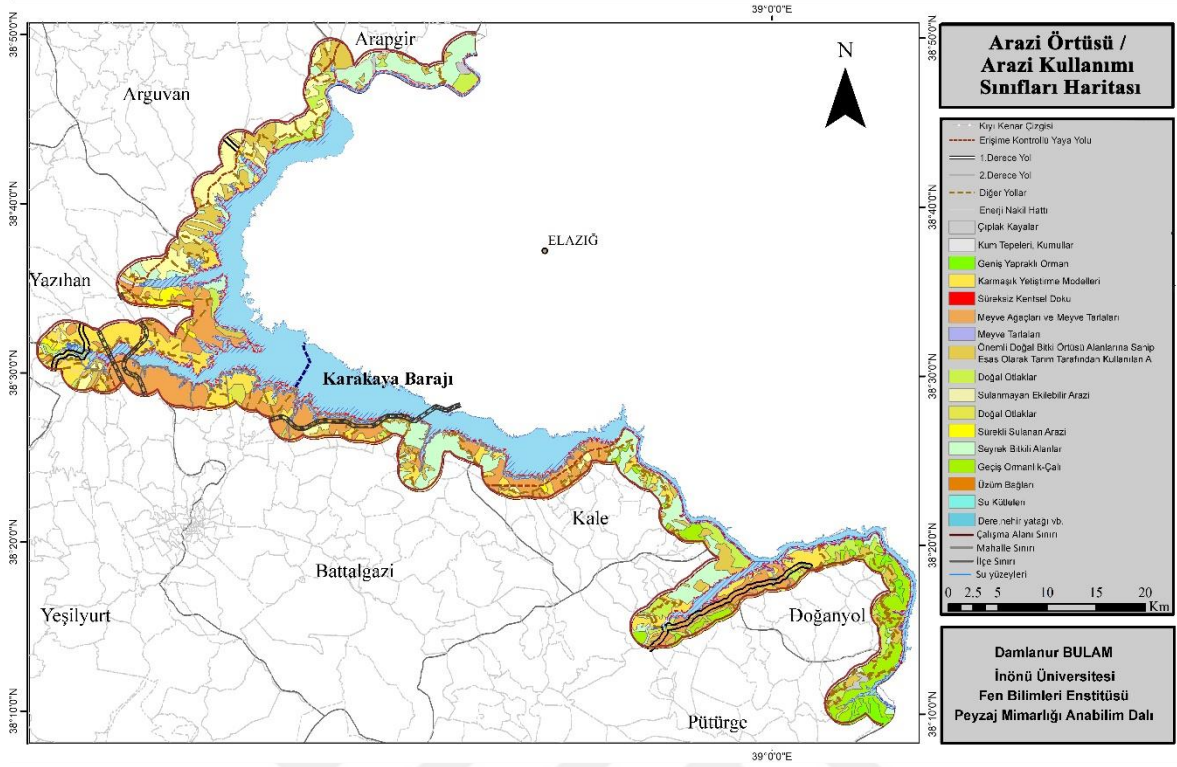 39°0'0"E
38°50'0"N
38°50'0"N
Arapgir
Arguvan
N
38°40'0"N
38°40'0"N
ELAZIĞ
Yazıhan
38°30'0"N
38°30'0"N
Karakaya Barajı
Kale
38°20'0"N
38°20'0"N
Battalgazi
Yeşilyurt
Doğanyol
Pütürge
38°10'0"N
38°10'0"N
39°0'0"E
Arazi Örtüsü /
Arazi Kullanımı
Sınıfları Haritası
Kıyı Kenar Çizgisi
Erişime Kontrollü Yaya Yolu
1.Derece Yol
2.Derece Yol
Diğer Yollar
Enerji Nakil Hattı
Çıplak Kayalar
Kum Tepeleri, Kumullar
Geniş Yapraklı Orman
Karmaşık Yetiştirme Modelleri
Süreksiz Kentsel Doku
Meyve Ağaçları ve Meyve Tarlaları
Meyve Tarlaları
Önemli Doğal Bitki Örtüsü Alanlarına Sahip
Esas Olarak Tarım Tarafından Kullanılan A
Doğal Otlaklar
Sulanmayan Ekilebilir Arazi
Doğal Otlaklar
Sürekli Sulanan Arazi
Seyrek Bitkili Alanlar
Geçiş Ormanlık-Çalı
Üzüm Bağları
Su Kütleleri
Dere,nehir yatağı vb.
Çalışma Alanı Sınırı
Mahalle Sınırı
İlçe Sınırı
Su yüzeyleri
0 2.5 5 10 15 20
Km
Damlanur BULAM
İnönü Üniversitesi
Fen Bilimleri Enstitüsü
Peyzaj Mimarlığı Anabilim Dalı